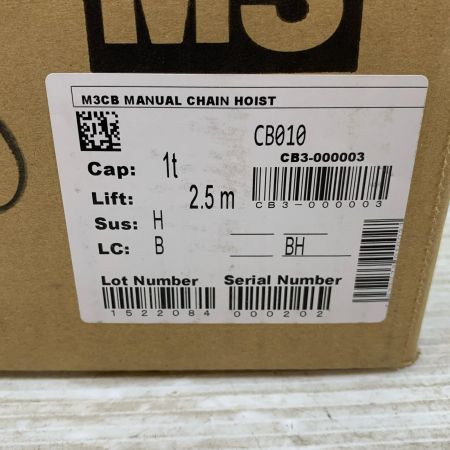 M3
M3CB MANUAL CHAIN HOIST
CB010
CB3-000003
CB3-000003
Cap: 1t
Lift: 2.5 m
Sus: H
LC: B BH
Lot Number Serial Number
1522084 000202